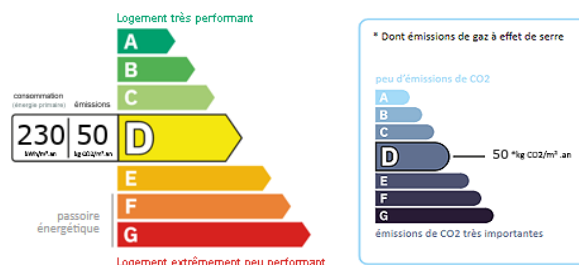 Logement très performant
A
B
C
consommation
(énergie primaire)
émissions
230
kWh/m².an
50
kg CO2/m².an
D
E
F
G
passoire
énergétique
Logement extrêmement peu performant
* Dont émissions de gaz à effet de serre
peu d'émissions de CO2
A
B
C
D
50 *kg CO2/m².an
E
F
G
émissions de CO2 très importantes